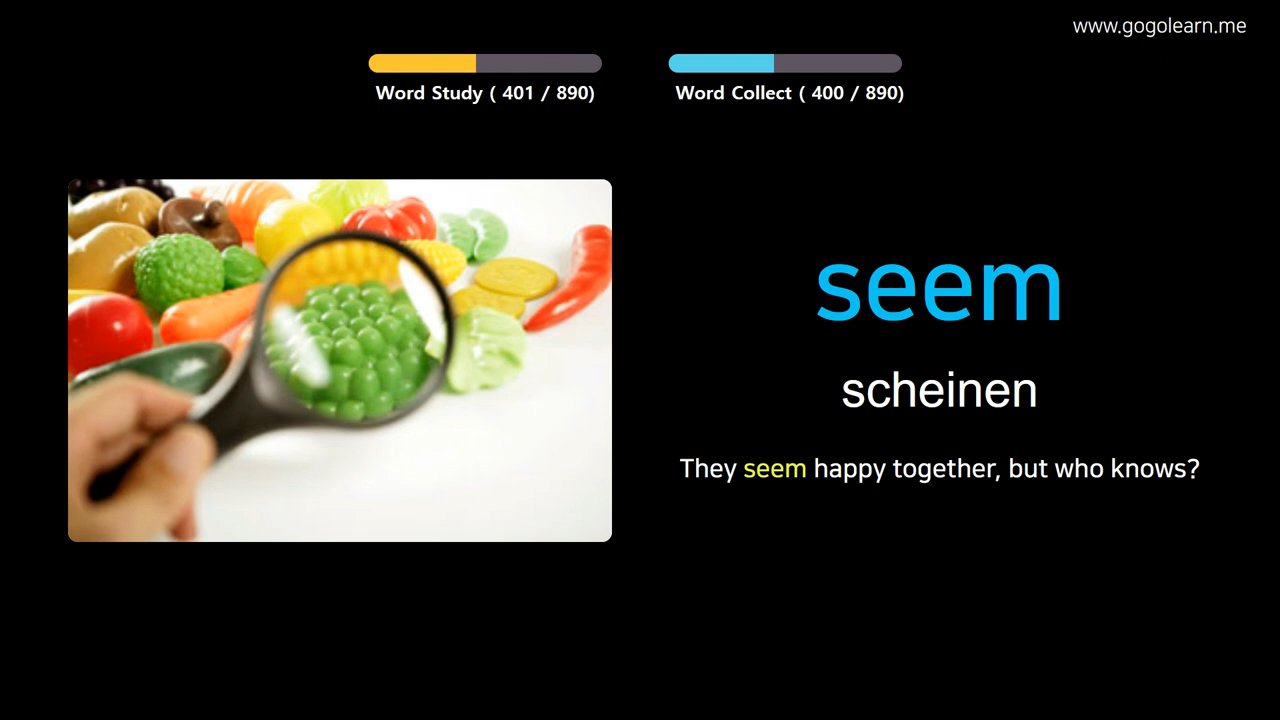 www.gogolearn.me
Word Study ( 401 / 890)
Word Collect ( 400 / 890)
seem
scheinen
They seem happy together, but who knows?